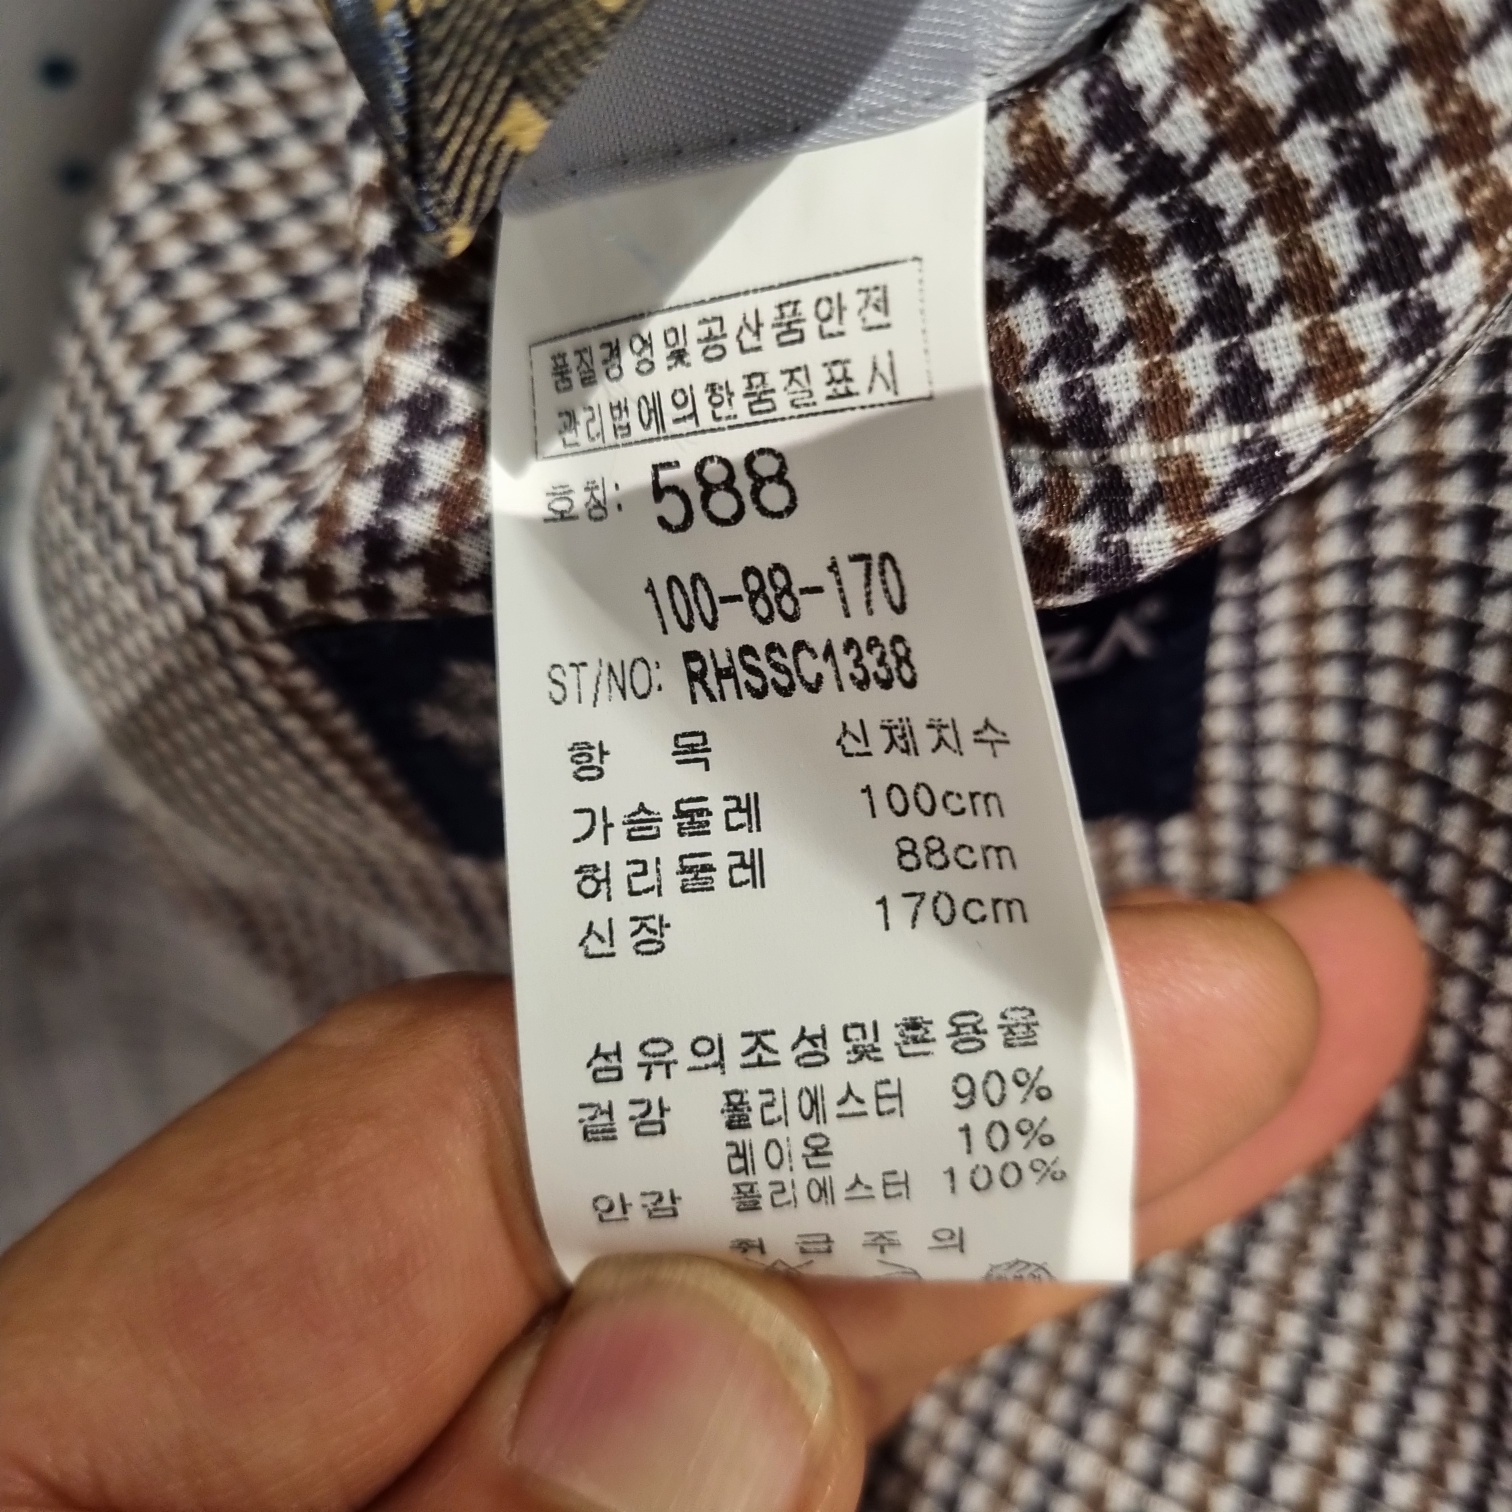 품질경영및공산품안전
관리법에의한품질표시
호칭: 588
100-88-170
ST/NO: RHSSC1338
항 목 신체치수
가슴둘레 100cm
허리둘레 88cm
신장 170cm
섬유의조성및혼용율
겉감 폴리에스터 90%
레이온 10%
안감 폴리에스터 100%
취급주의